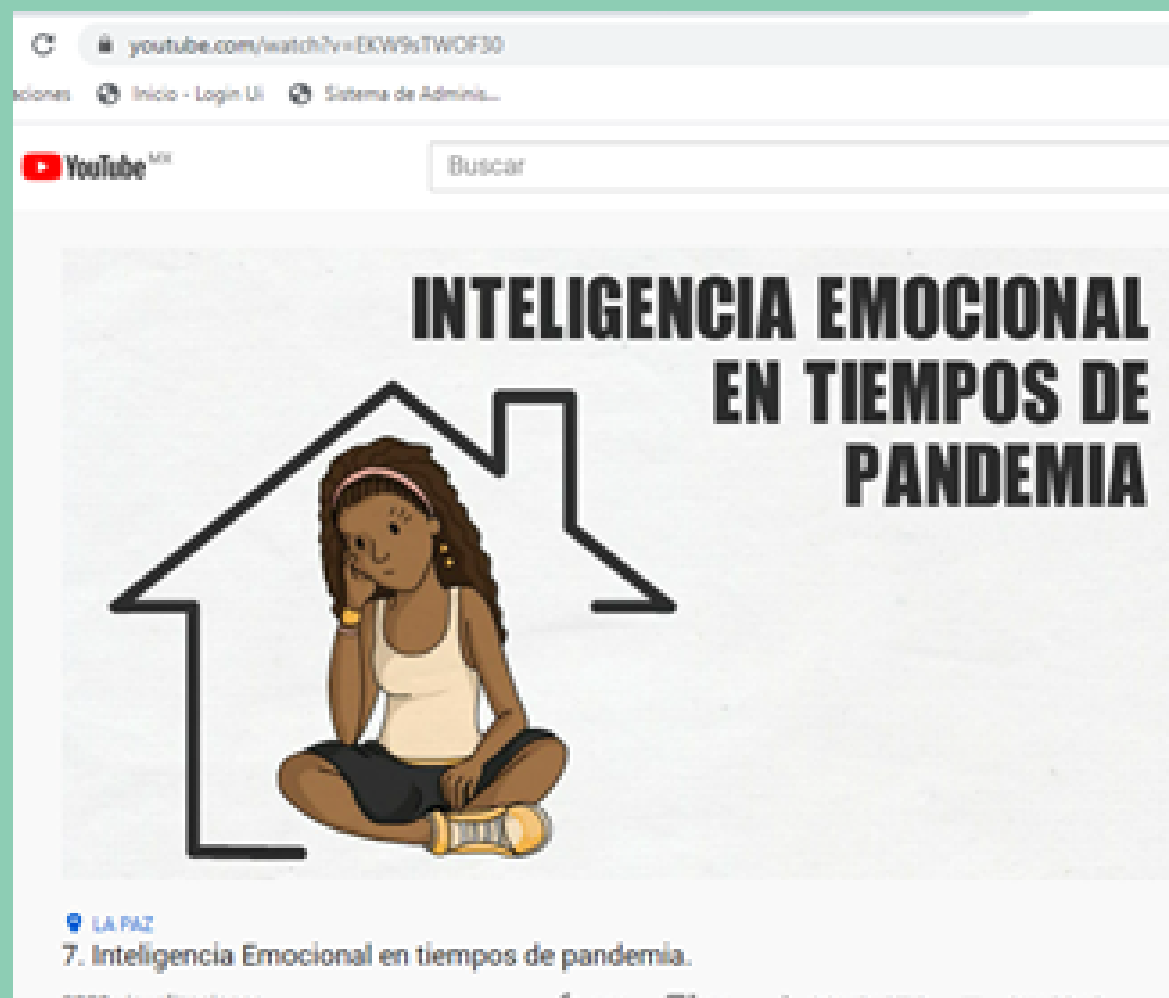 youtube.com/watch?v=EKW9sTWOF30
Inicio - Login UI Sistema de Adminis...
YouTube MX
Buscar
INTELIGENCIA EMOCIONAL
EN TIEMPOS DE
PANDEMIA
LA PAZ
7. Inteligencia Emocional en tiempos de pandemia.